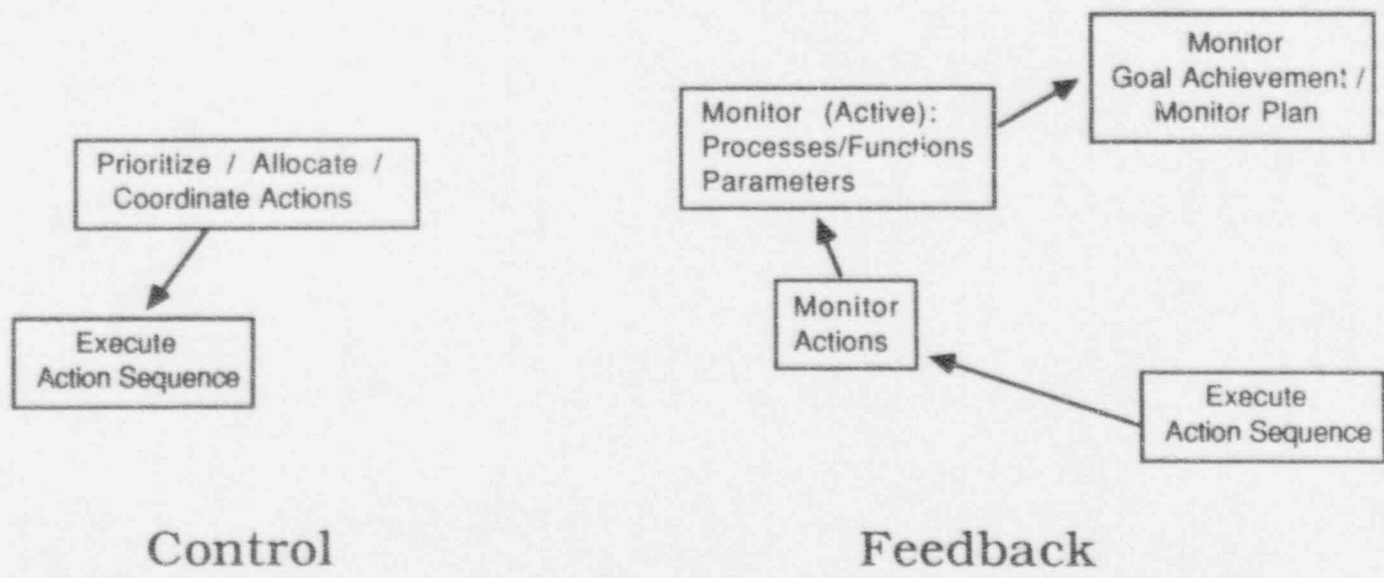 Prioritize / Allocate /
Coordinate Actions
Execute
Action Sequence
Control
Monitor
Goal Achievement /
Monitor Plan
Monitor (Active):
Processes/Functions
Parameters
Monitor
Actions
Execute
Action Sequence
Feedback